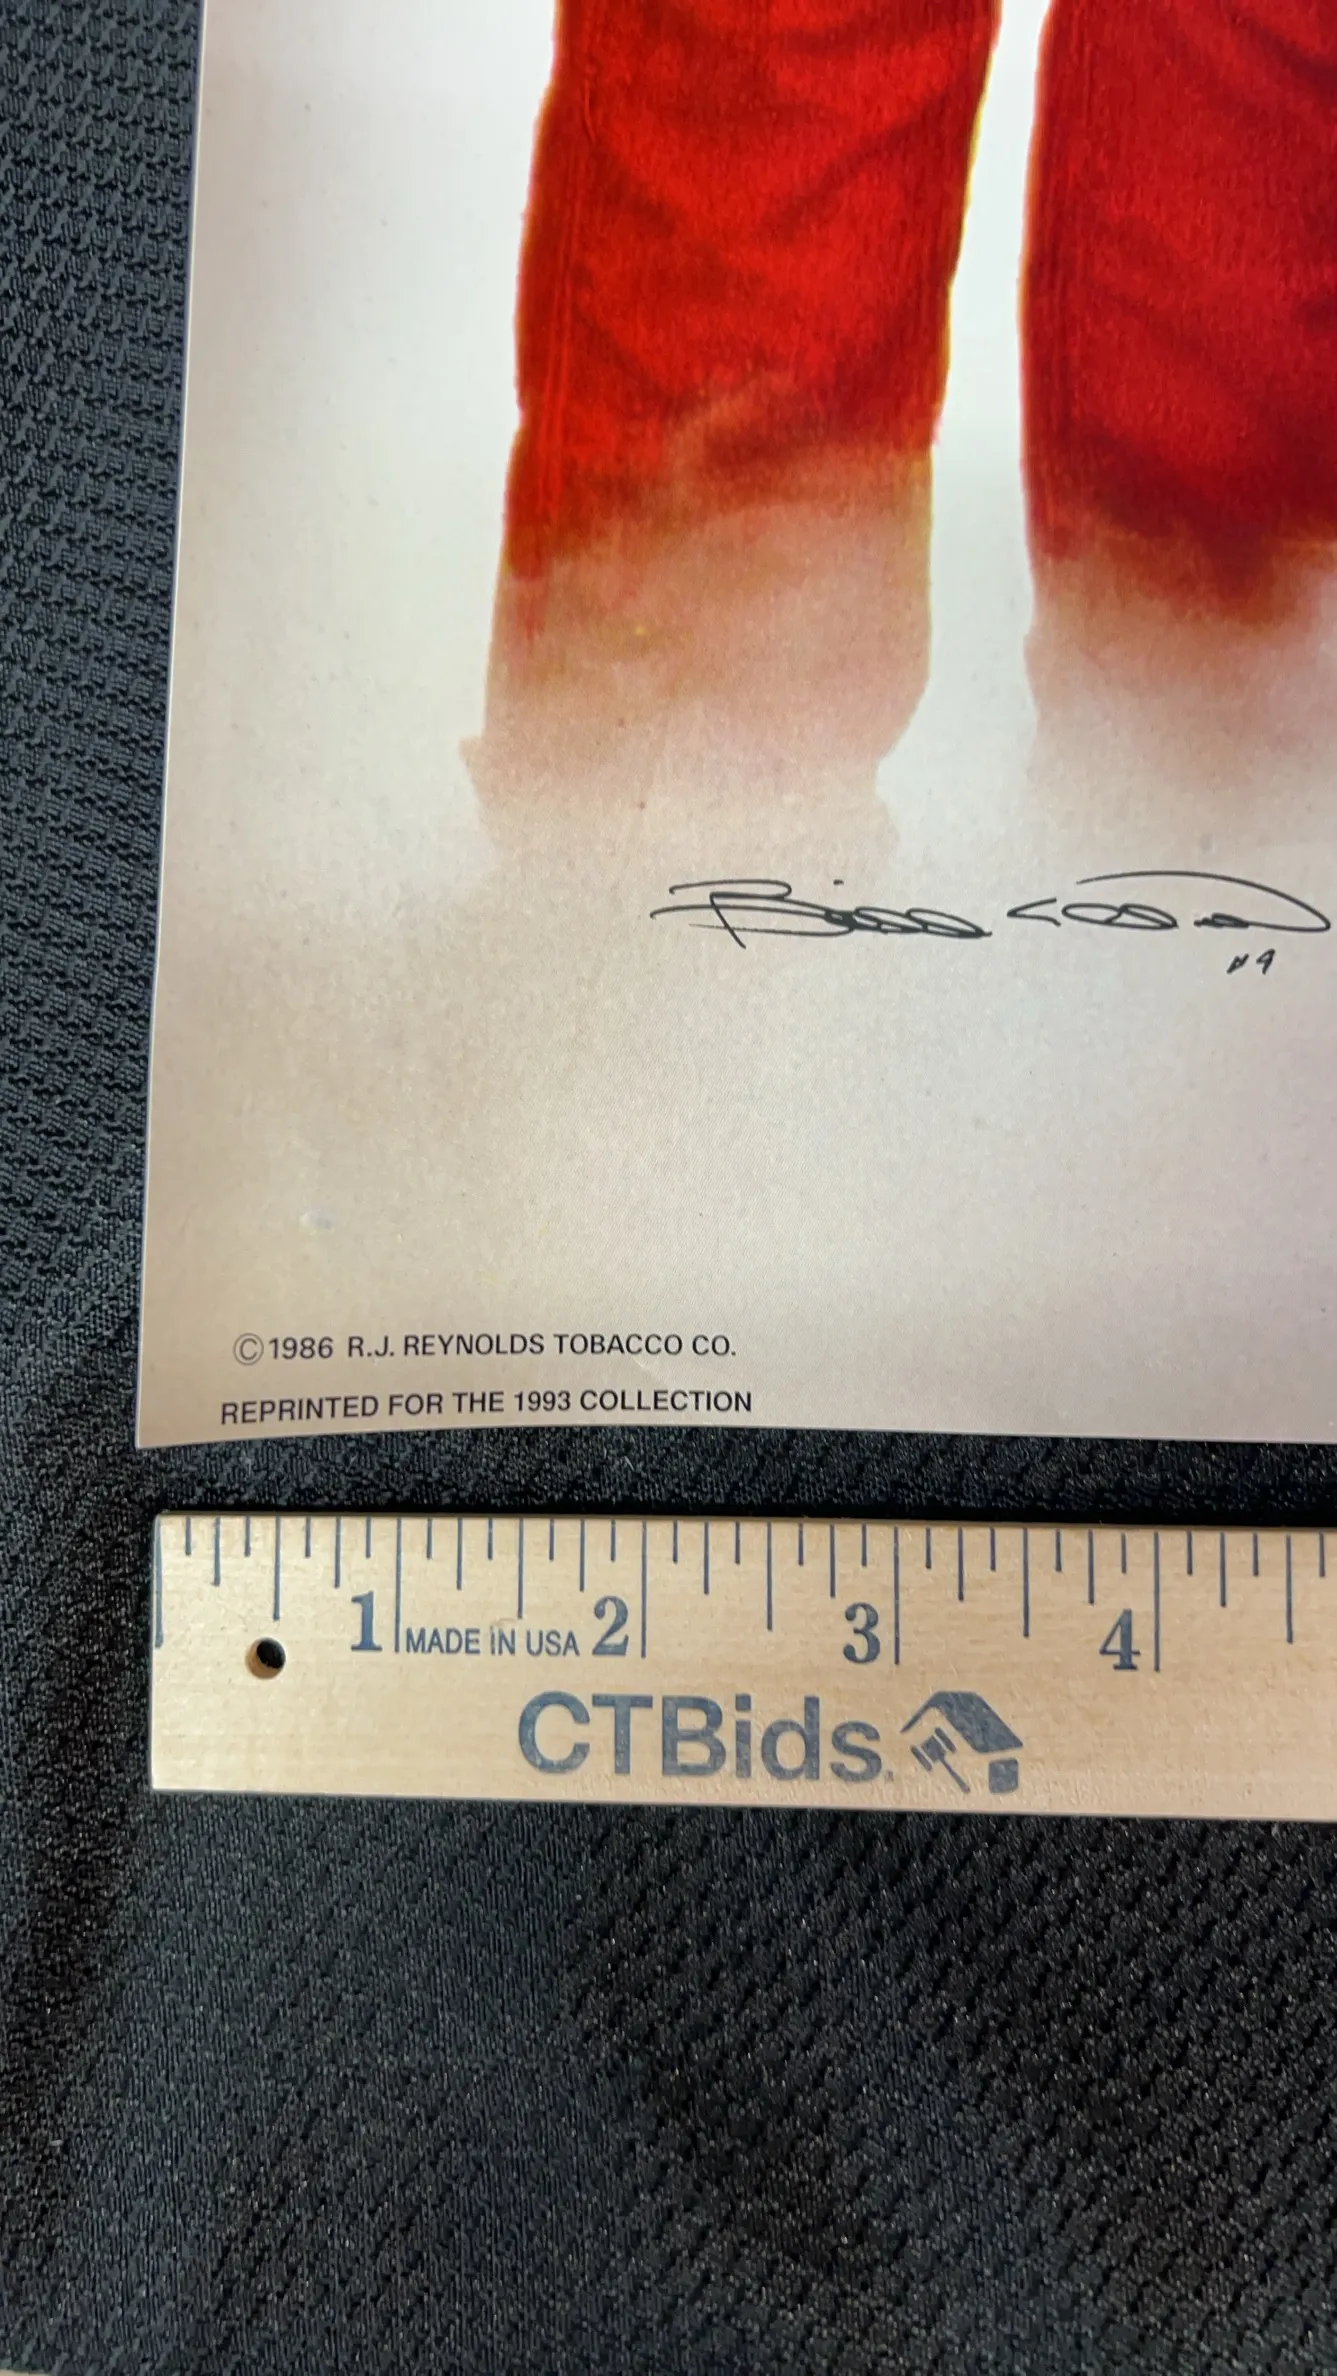 ©1986 R.J. REYNOLDS TOBACCO CO.
REPRINTED FOR THE 1993 COLLECTION
1 MADE IN USA 2 3 4
CTBids.